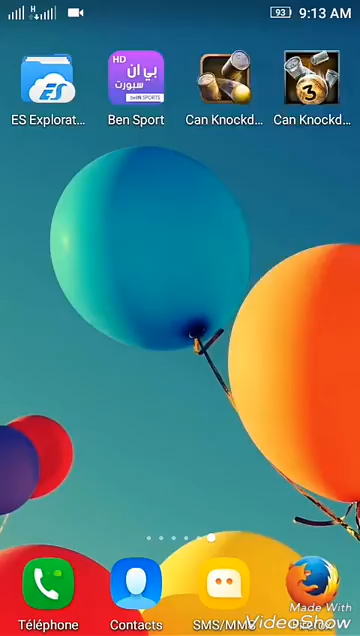 H
93 9:13 AM
HD
بي ان
سبورت
beIN SPORTS
ES
3
ES Explorat... Ben Sport Can Knockd... Can Knockd...
Made With
Téléphone Contacts SMS/MMS
VideoShow